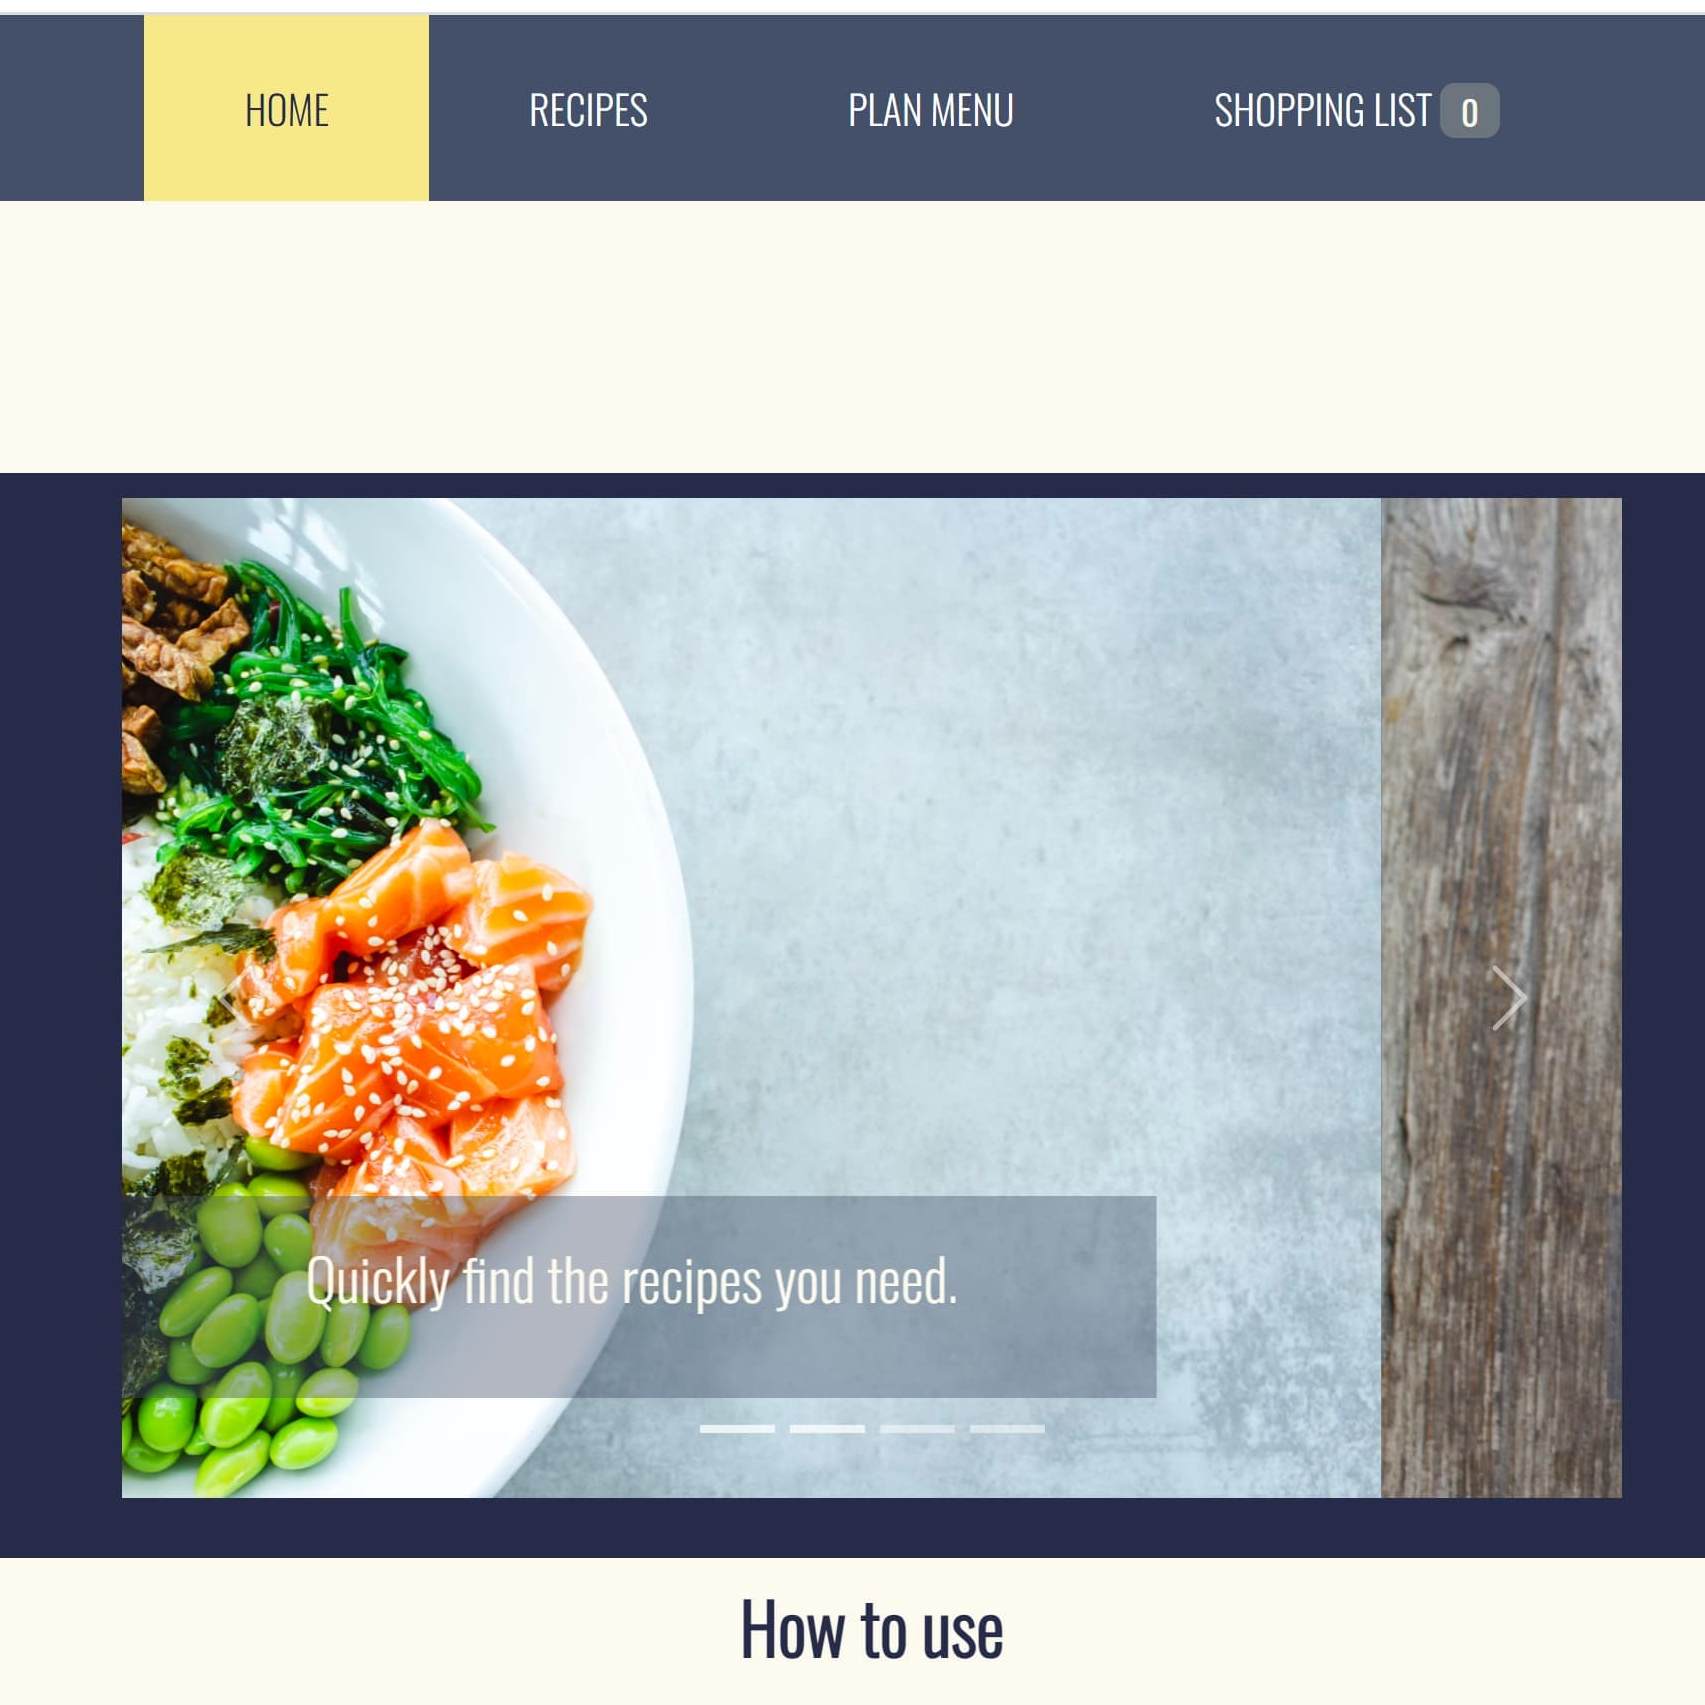 HOME RECIPES PLAN MENU SHOPPING LIST 0
Quickly find the recipes you need.
How to use